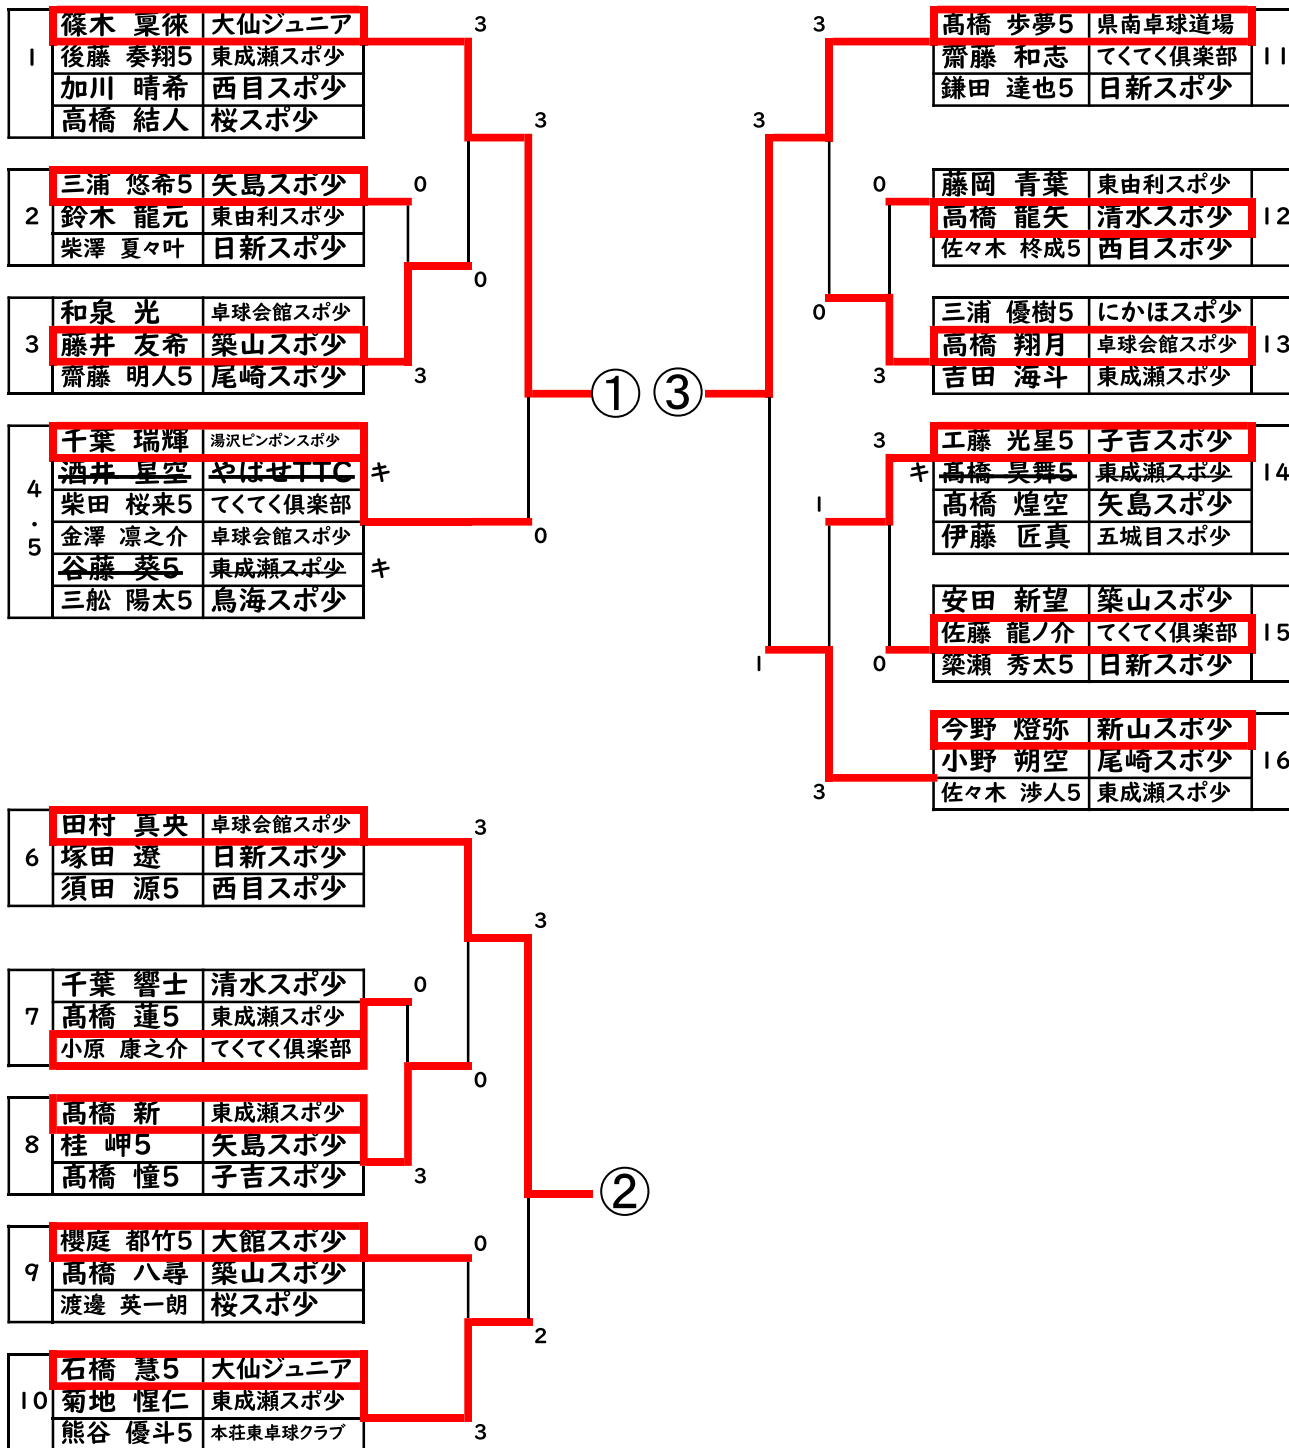 1
篠木 稟徠 大仙ジュニア
後藤 奏翔5 東成瀬スポ少
加川 晴希 西目スポ少
高橋 結人 桜スポ少
2
三浦 悠希5 矢島スポ少
鈴木 龍元 東由利スポ少
柴澤 夏々叶 日新スポ少
3
和泉 光 卓球会館スポ少
藤井 友希 築山スポ少
齋藤 明人5 尾崎スポ少
4・5
千葉 瑞輝 湯沢ピンポンスポ少
酒井 星空 やばせTTC キ
柴田 桜来5 てくてく倶楽部
金澤 凛之介 卓球会館スポ少
谷藤 葵5 東成瀬スポ少 キ
三舩 陽太5 鳥海スポ少
3
3
0
0
3
0
①
6
田村 真央 卓球会館スポ少
塚田 遼 日新スポ少
須田 源5 西目スポ少
7
千葉 響士 清水スポ少
髙橋 蓮5 東成瀬スポ少
小原 康之介 てくてく倶楽部
8
髙橋 新 東成瀬スポ少
桂 岬5 矢島スポ少
髙橋 憧5 子吉スポ少
9
櫻庭 都竹5 大館スポ少
髙橋 八尋 築山スポ少
渡邊 英一朗 桜スポ少
10
石橋 慧5 大仙ジュニア
菊地 惺仁 東成瀬スポ少
熊谷 優斗5 本荘東卓球クラブ
3
3
0
0
3
0
2
3
②
髙橋 歩夢5 県南卓球道場
齋藤 和志 てくてく倶楽部
鎌田 達也5 日新スポ少
11
藤岡 青葉 東由利スポ少
高橋 龍矢 清水スポ少
佐々木 柊成5 西目スポ少
12
三浦 優樹5 にかほスポ少
高橋 翔月 卓球会館スポ少
吉田 海斗 東成瀬スポ少
13
工藤 光星5 子吉スポ少
キ 髙橋 昊舞5 東成瀬スポ少
髙橋 煌空 矢島スポ少
伊藤 匠真 五城目スポ少
14
安田 新望 築山スポ少
佐藤 龍ノ介 てくてく倶楽部
簗瀬 秀太5 日新スポ少
15
今野 燈弥 新山スポ少
小野 朔空 尾崎スポ少
佐々木 渉人5 東成瀬スポ少
16
3
3
0
0
3
3
1
1
0
3
③